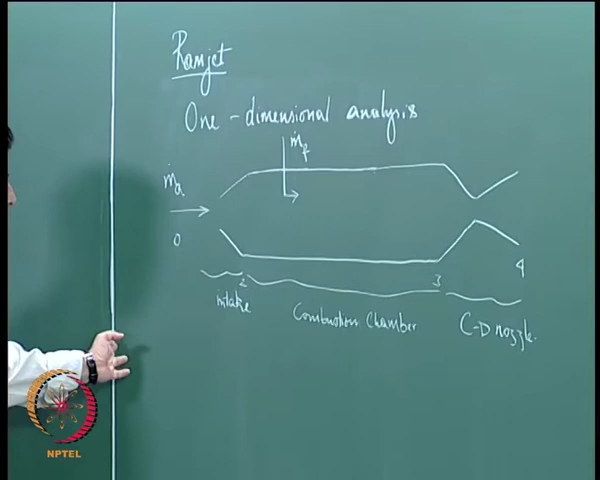 Ramjet
One-dimensional analysis
ṁf
ṁa
0
2
3
4
intake
Combustion Chamber
C-D nozzle.
NPTEL